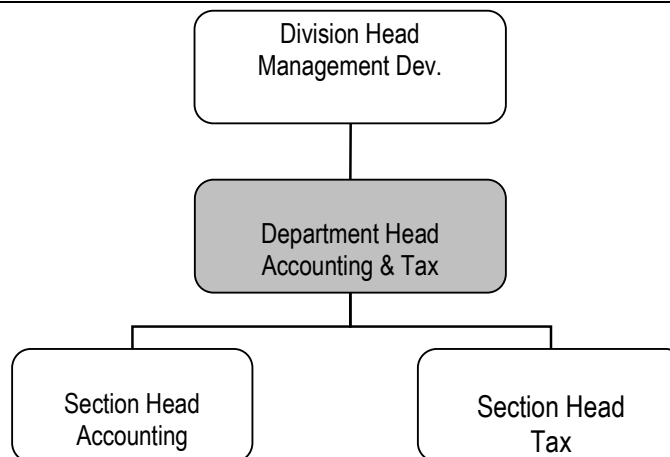 Division Head
Management Dev.
Department Head
Accounting & Tax
Section Head
Accounting
Section Head
Tax